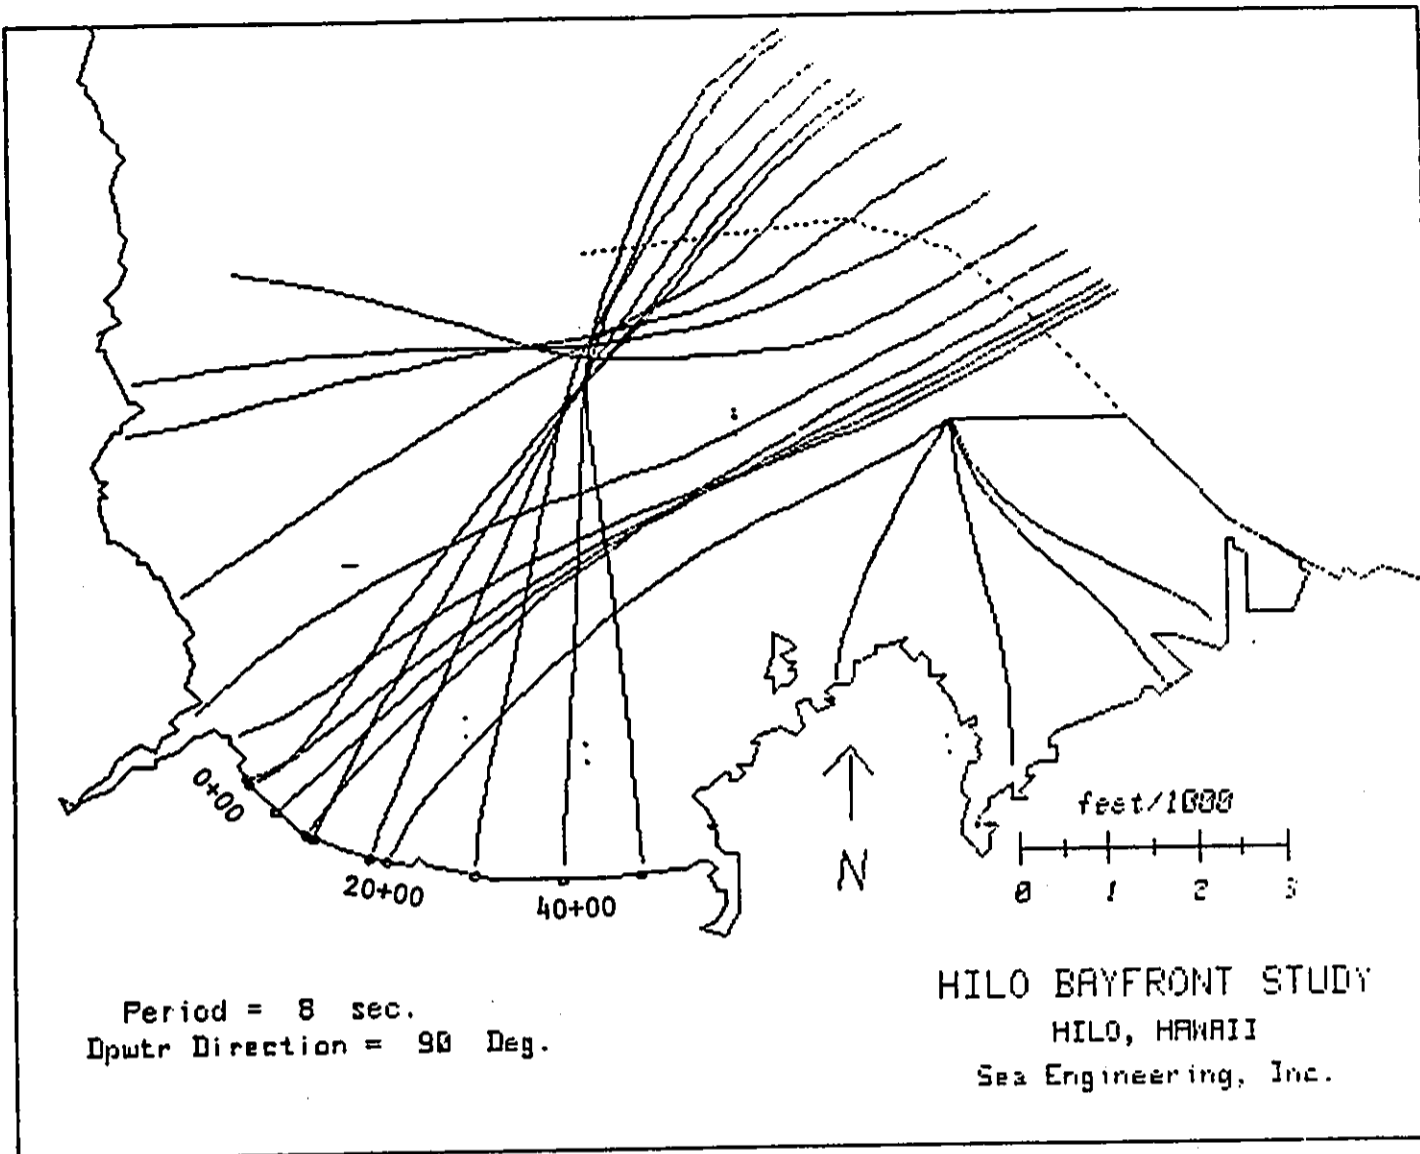 0+00
20+00
40+00
N
feet/1000
0 1 2 3
Period = 8 sec.
Dpwtr Direction = 90 Deg.
HILO BAYFRONT STUDY
HILO, HAWAII
Sea Engineering, Inc.